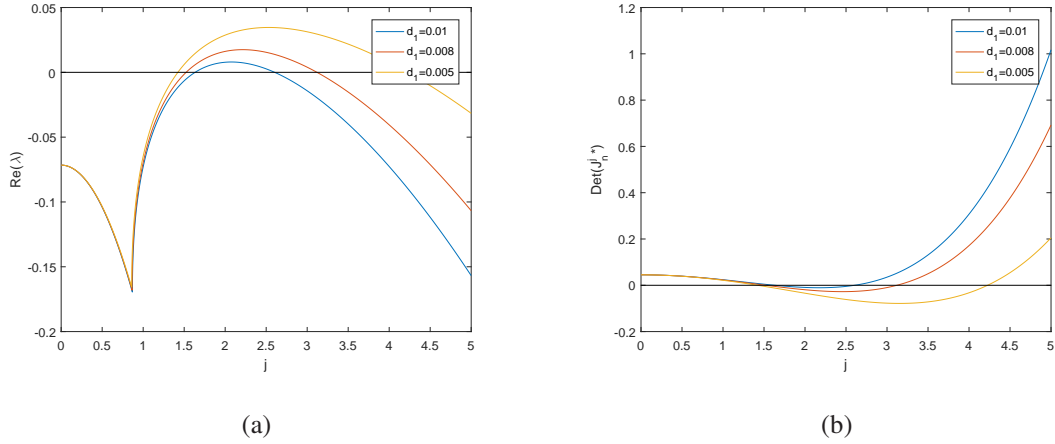 0.05
0
-0.05
-0.1
-0.15
-0.2
Re(λ)
0 0.5 1 1.5 2 2.5 3 3.5 4 4.5 5
j
d1=0.01
d1=0.008
d1=0.005
(a)
1.2
1
0.8
0.6
0.4
0.2
0
-0.2
Det(J_n^j *)
0 0.5 1 1.5 2 2.5 3 3.5 4 4.5 5
j
d1=0.01
d1=0.008
d1=0.005
(b)